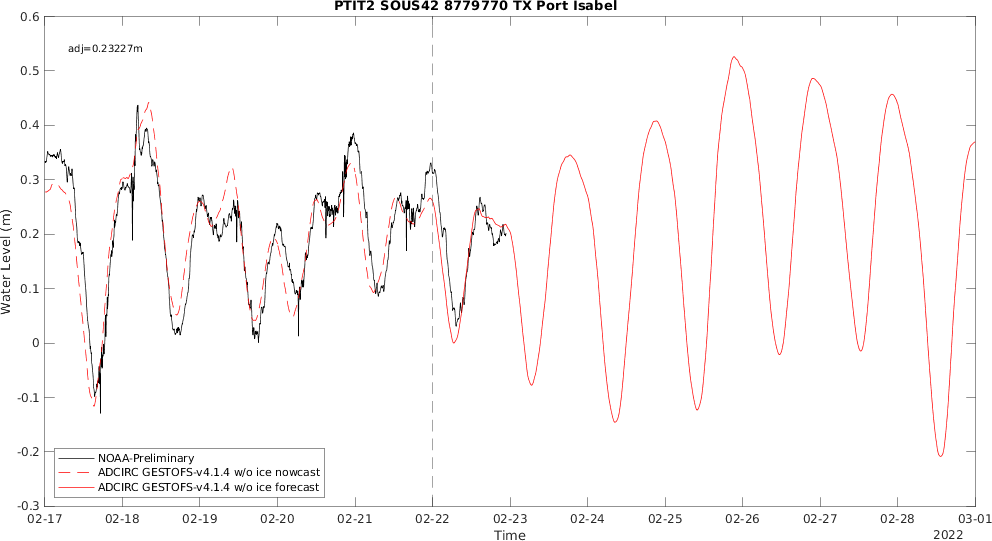 PTIT2 SOUS42 8779770 TX Port Isabel
adj=0.23227m
Water Level (m)
0.6
0.5
0.4
0.3
0.2
0.1
0
-0.1
-0.2
-0.3
NOAA-Preliminary
ADCIRC GESTOFS-v4.1.4 w/o ice nowcast
ADCIRC GESTOFS-v4.1.4 w/o ice forecast
02-17 02-18 02-19 02-20 02-21 02-22 02-23 02-24 02-25 02-26 02-27 02-28 03-01
Time
2022